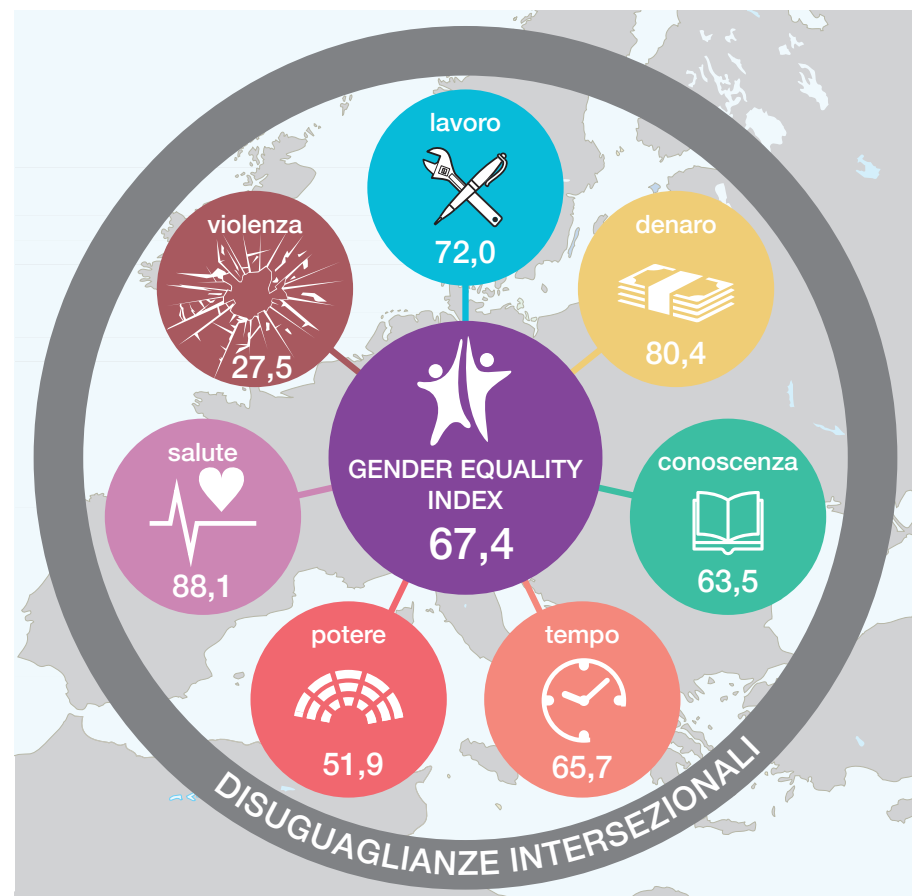 lavoro
72,0
violenza
27,5
denaro
80,4
GENDER EQUALITY
INDEX
67,4
salute
88,1
conoscenza
63,5
potere
51,9
tempo
65,7
DISUGUAGLIANZE INTERSEZIONALI